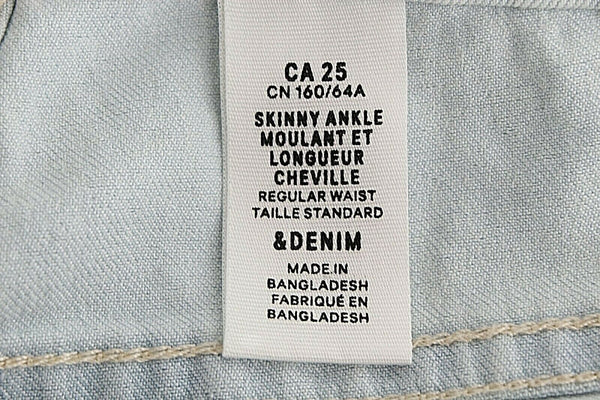 CA 25
CN 160/64A
SKINNY ANKLE
MOULANT ET
LONGUEUR
CHEVILLE
REGULAR WAIST
TAILLE STANDARD
&DENIM
MADE IN
BANGLADESH
FABRIQUÉ EN
BANGLADESH